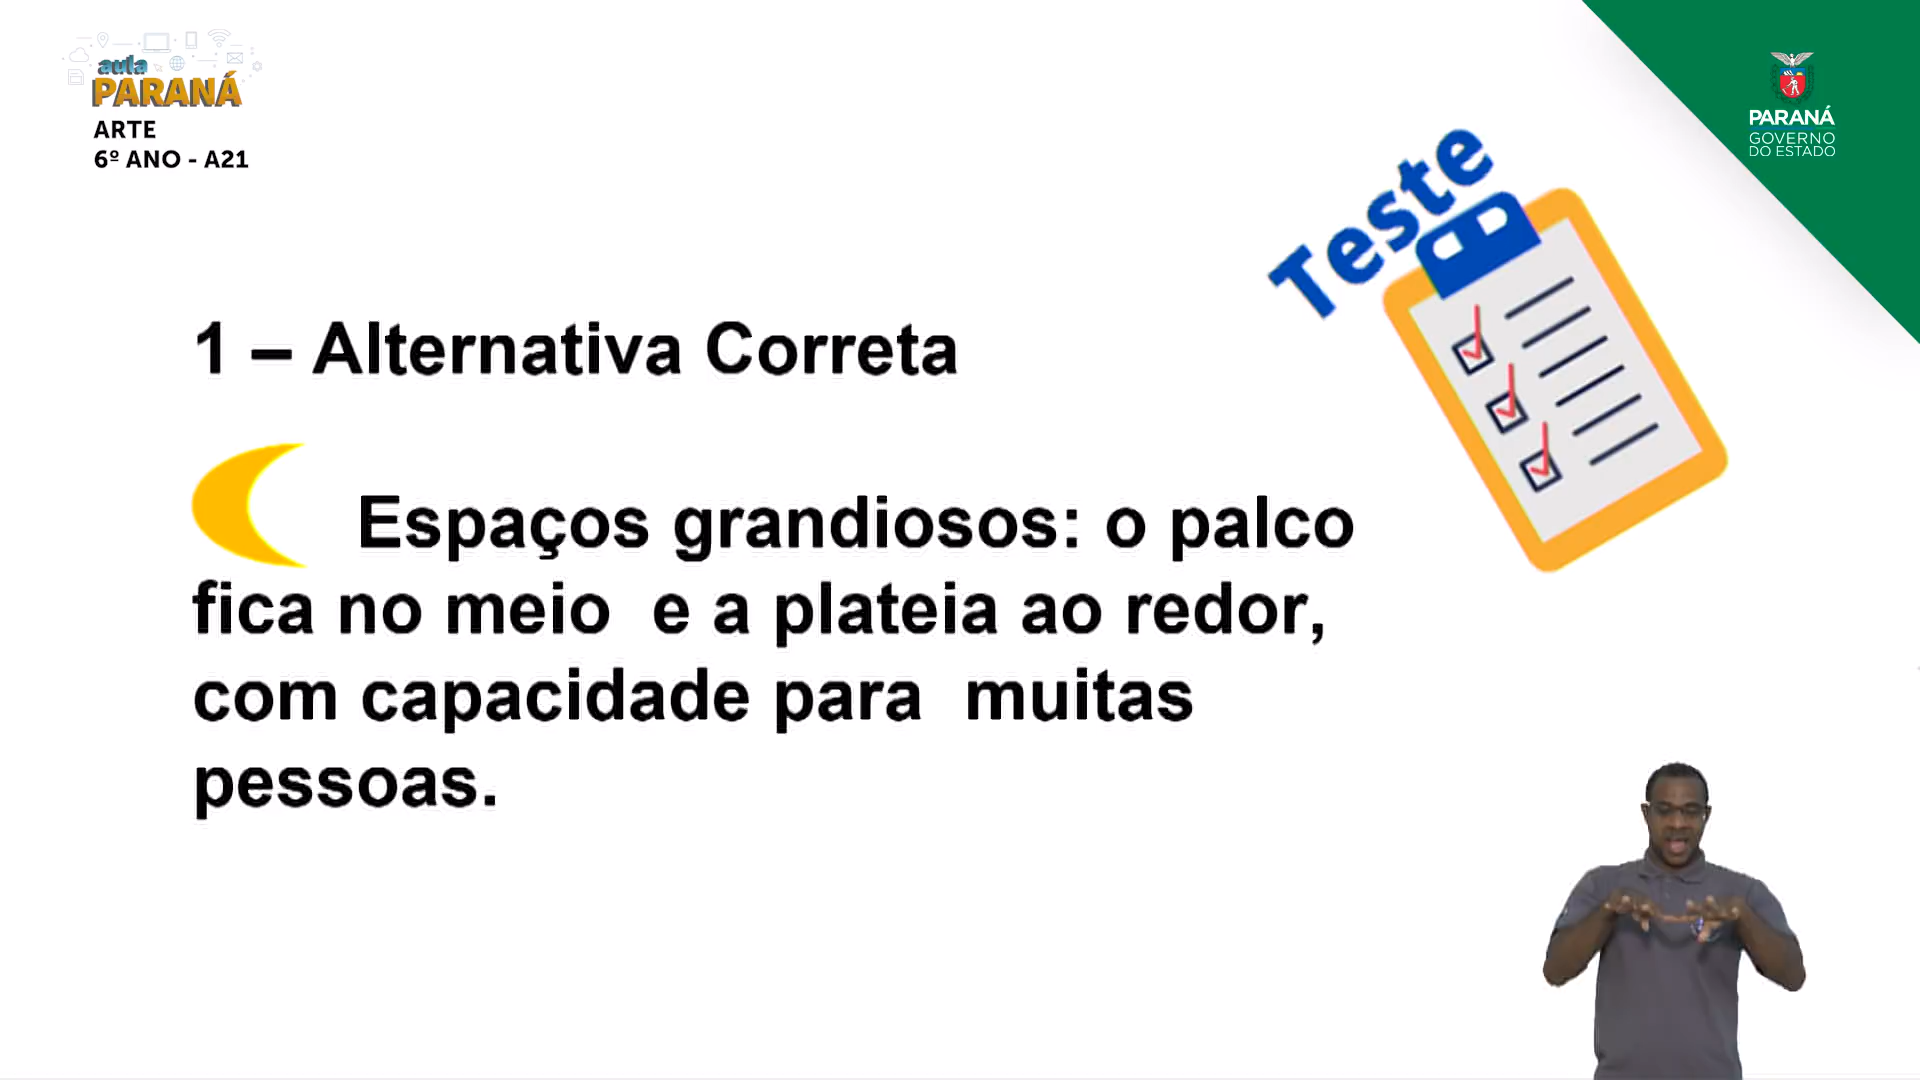 aula
PARANÁ
ARTE
6º ANO - A21
PARANÁ
GOVERNO
DO ESTADO
Teste
1 – Alternativa Correta
Espaços grandiosos: o palco
fica no meio e a plateia ao redor,
com capacidade para muitas
pessoas.